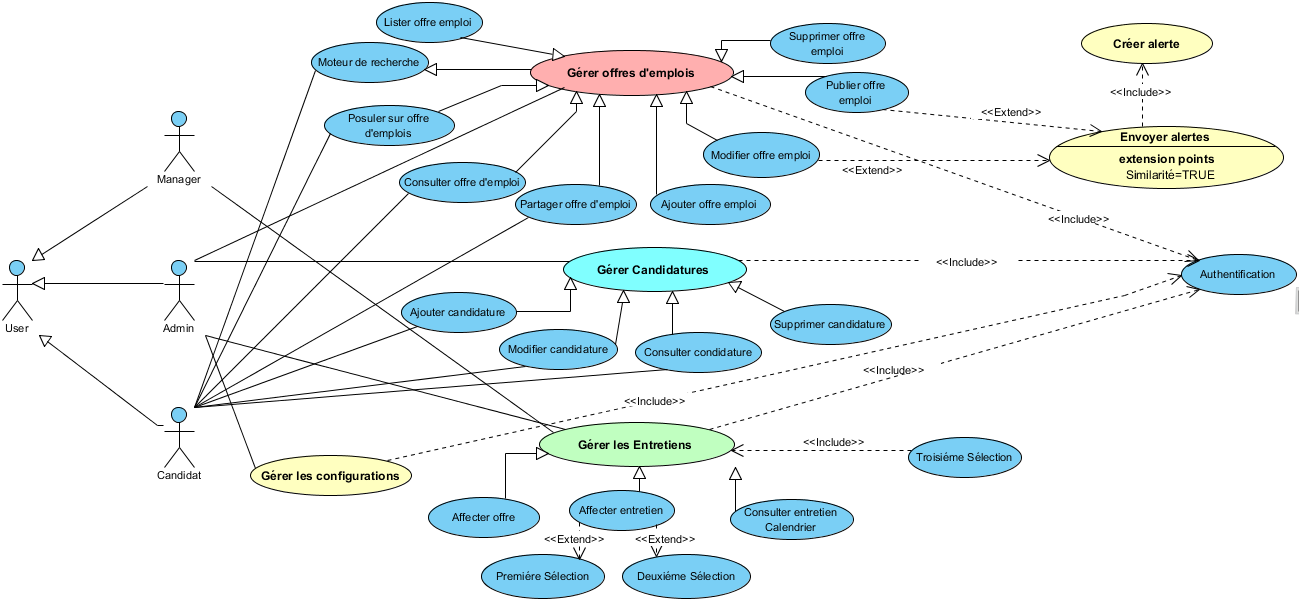 Lister offre emploi
Supprimer offre
emploi
Créer alerte
Moteur de recherche
Gérer offres d'emplois
Publier offre
emploi
<<Include>>
<<Extend>>
Posuler sur offre
d'emplois
Envoyer alertes
extension points
Similarité=TRUE
Modifier offre emploi
<<Extend>>
Manager
Consulter offre d'emploi
Partager offre d'emploi
Ajouter offre emploi
<<Include>>
Gérer Candidatures
<<Include>>
Authentification
User
Admin
Ajouter candidature
Supprimer candidature
Modifier candidature
Consulter condidature
<<Include>>
<<Include>>
Gérer les Entretiens
<<Include>>
Troisiéme Sélection
Candidat
Gérer les configurations
Affecter offre
Affecter entretien
Consulter entretien
Calendrier
<<Extend>>
<<Extend>>
Premiére Sélection
Deuxiéme Sélection